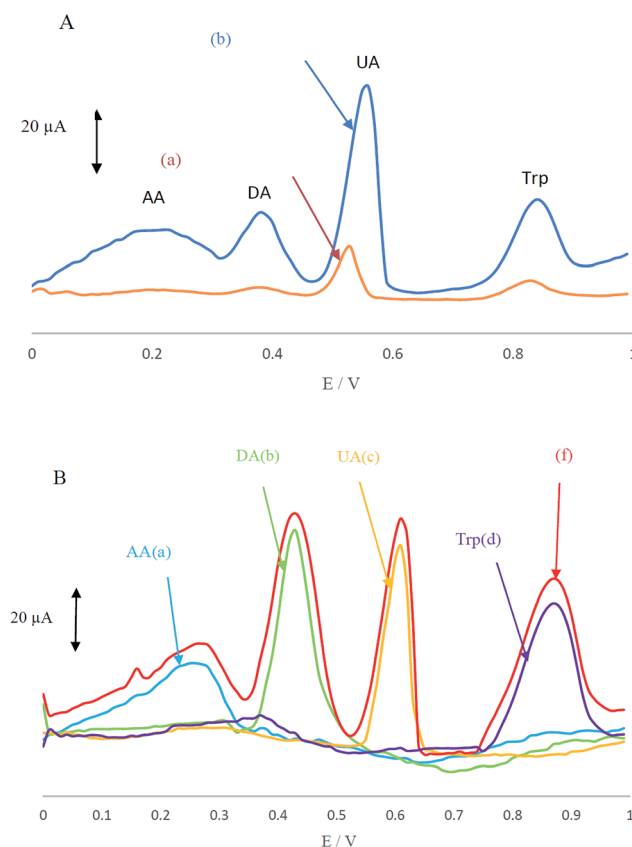 A
(b)
UA
20 µA
(a)
AA
DA
Trp
0 0.2 0.4 0.6 0.8 1
E / V
B
DA(b)
UA(c)
(f)
AA(a)
Trp(d)
20 µA
0 0.1 0.2 0.3 0.4 0.5 0.6 0.7 0.8 0.9 1
E / V